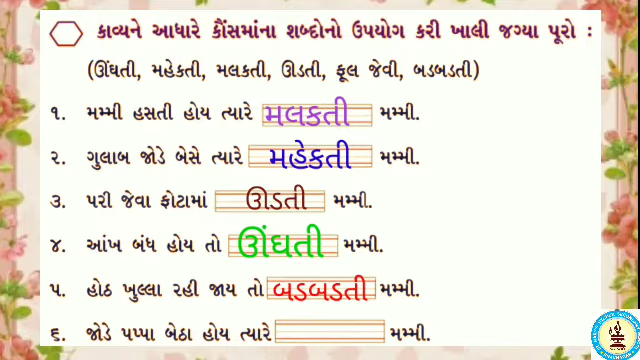 કાવ્યને આધારે કૌંસમાંના શબ્દોનો ઉપયોગ કરી ખાલી જગ્યા પૂરો :
(ઊંઘતી, મહેકતી, મલકતી, ઊડતી, ફૂલ જેવી, બડબડતી)
૧. મમ્મી હસતી હોય ત્યારે મલકતી મમ્મી.
૨. ગુલાબ જોડે બેસે ત્યારે મહેકતી મમ્મી.
૩. પરી જેવા ફોટામાં ઊડતી મમ્મી.
૪. આંખ બંધ હોય તો ઊંઘતી મમ્મી.
૫. હોઠ ખુલ્લા રહી જાય તો બડબડતી મમ્મી.
૬. જોડે પપ્પા બેઠા હોય ત્યારે મમ્મી.